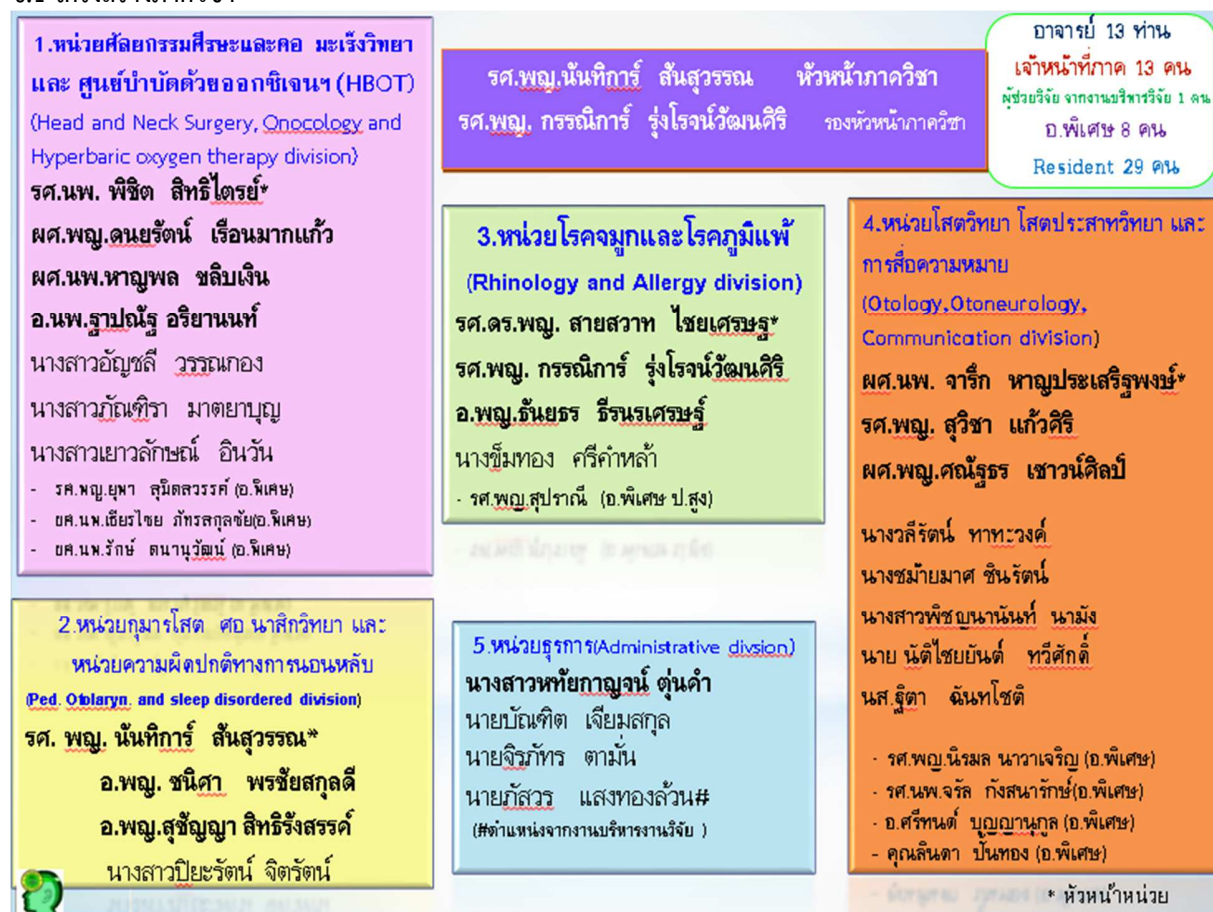 1.หน่วยศัลยกรรมศีรษะและคอ มะเร็งวิทยา
และ ศูนย์บำบัดด้วยออกซิเจนฯ (HBOT)
(Head and Neck Surgery, Onocology and
Hyperbaric oxygen therapy division)
รศ.นพ. พิชิต สิทธิไตรย์*
ผศ.พญ.ดนยรัตน์ เรือนมากแก้ว
ผศ.นพ.หาญพล ขลิบเงิน
อ.นพ.ฐาปณัฐ อริยานนท์
นางสาวอัญชลี วรรณกอง
นางสาวภัณฑิรา มาตยาบุญ
นางสาวเยาวลักษณ์ อินวัน
- รศ.พญ.ยุพา สุมิตสวรรค์ (อ.พิเศษ)
- ผศ.นพ.เธียรไชย ภัทรสกุลชัย(อ.พิเศษ)
- ผศ.นพ.รักษ์ ตนานุวัฒน์ (อ.พิเศษ)
รศ.พญ.นันทิการ์ สันสุวรรณ หัวหน้าภาควิชา
รศ.พญ. กรรณิการ์ รุ่งโรจน์วัฒนศิริ รองหัวหน้าภาควิชา
อาจารย์ 13 ท่าน
เจ้าหน้าที่ภาค 13 คน
ผู้ช่วยวิจัย จากงานบริหารวิจัย 1 คน
อ.พิเศษ 8 คน
Resident 29 คน
2.หน่วยกุมารโสต ศอ นาสิกวิทยา และ
หน่วยความผิดปกติทางการนอนหลับ
(Ped. Otolaryn. and sleep disordered division)
รศ. พญ. นันทิการ์ สันสุวรรณ*
อ.พญ. ชนิศา พรชัยสกุลดี
อ.พญ.สุชัญญา สิทธิรังสรรค์
นางสาวปิยะรัตน์ จิตรัตน์
3.หน่วยโรคจมูกและโรคภูมิแพ้
(Rhinology and Allergy division)
รศ.ดร.พญ. สายสวาท ไชยเศรษฐ*
รศ.พญ. กรรณิการ์ รุ่งโรจน์วัฒนศิริ
อ.พญ.ธันยธร ธีรนรเศรษฐ์
นางขึมทอง ศรีคำหล้า
- รศ.พญ.สุปราณี (อ.พิเศษ ป.สูง)
4.หน่วยโสตวิทยา โสตประสาทวิทยา และ
การสื่อความหมาย
(Otology,Otoneurology,
Communication division)
ผศ.นพ. จารึก หาญประเสริฐพงษ์*
รศ.พญ. สุวิชา แก้วศิริ
ผศ.พญ.ศณัฐธร เชาวน์ศิลป์
นางวลีรัตน์ ทาทะวงค์
นางชม้ายมาศ ชินรัตน์
นางสาวพิชญนานันท์ นามัง
นาย นัติไชยยันต์ ทวีศักดิ์
นส.ฐิตา ฉันทโชติ
- รศ.พญ.นิรมล นาวาเจริญ (อ.พิเศษ)
- รศ.นพ.จรัล กังสนารักษ์(อ.พิเศษ)
- อ.ศรีทนต์ บุญญานุกูล (อ.พิเศษ)
- คุณลินดา ปั้นทอง (อ.พิเศษ)
5.หน่วยธุรการ(Administrative divsion)
นางสาวหทัยกาญจน์ ตุ่นคำ
นายบัณฑิต เจียมสกุล
นายจิรภัทร ตามั่น
นายภัสวร แสงทองล้วน#
(#ตำแหน่งจากงานบริหารงานวิจัย )
* หัวหน้าหน่วย